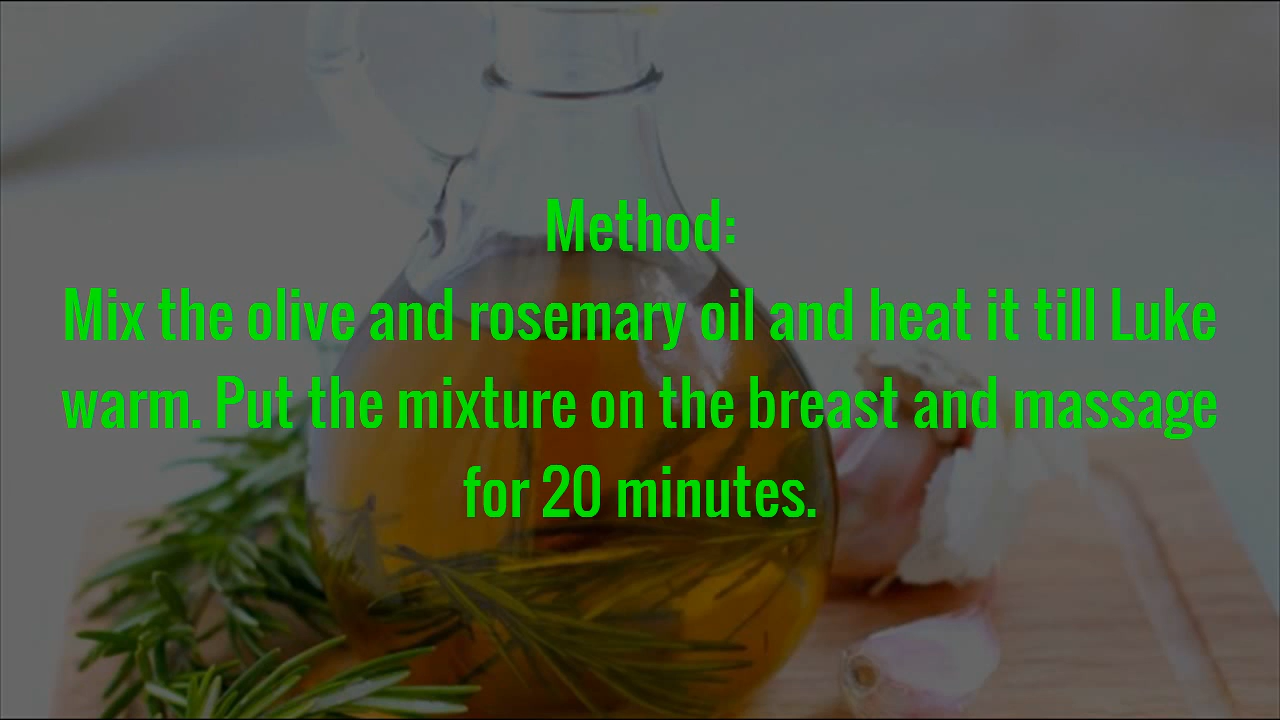 Method:
Mix the olive and rosemary oil and heat it till Luke
warm. Put the mixture on the breast and massage
for 20 minutes.